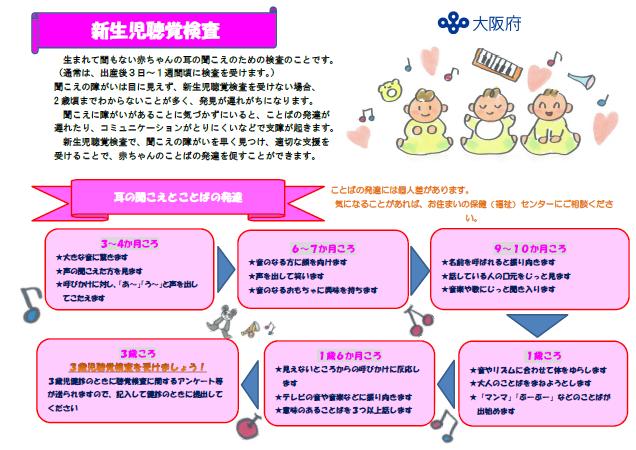 新生児聴覚検査
大阪府
生まれて間もない赤ちゃんの耳の聞こえのための検査のことです。
（通常は、出産後３日～１週間頃に検査を受けます。）
聞こえの障がいは目に見えず、新生児聴覚検査を受けない場合、
２歳頃までわからないことが多く、発見が遅れがちになります。
聞こえに障がいがあることに気づかずにいると、ことばの発達が
遅れたり、コミュニケーションがとりにくいなどで支障が起きます。
新生児聴覚検査で、聞こえの障がいを早く見つけ、適切な支援を
受けることで、赤ちゃんのことばの発達を促すことができます。
耳の聞こえとことばの発達
ことばの発達には個人差があります。
気になることがあれば、お住まいの保健（福祉）センターにご相談くださ
い。
３～４か月ごろ
★大きな音に驚きます
★声の聞こえた方を見ます
★呼びかけに対し、「あ～」「う～」と声を出し
てこたえます
６～７か月ごろ
★音のなる方に顔を向けます
★声を出して笑います
★音のなるおもちゃに興味を持ちます
９～１０か月ごろ
★名前を呼ばれると振り向きます
★話している人の口元をじっと見ます
★音楽や歌にじっと聞き入ります
１歳ごろ
★音やリズムに合わせて体をゆらします
★大人のことばをまねようとします
★「マンマ」「ぶーぶー」などのことばが
出始めます
１歳６か月ごろ
★見えないところからの呼びかけに反応し
ます
★テレビの音や音楽などに振り向きます
★意味のあることばを３つ以上話します
３歳ごろ
３歳児聴覚検査を受けましょう！
３歳児健診のときに聴覚検査に関するアンケート等
が送られますので、記入して健診のときに提出して
ください